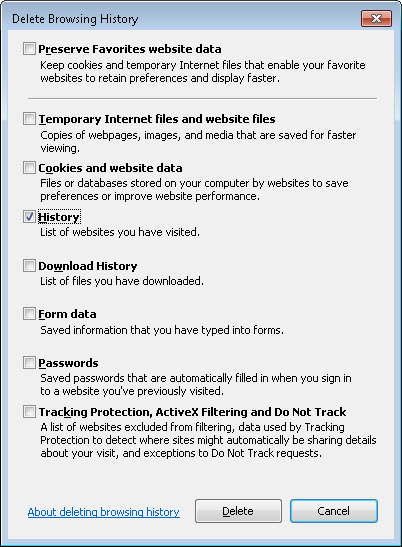 Delete Browsing History
Preserve Favorites website data
Keep cookies and temporary Internet files that enable your favorite
websites to retain preferences and display faster.
Temporary Internet files and website files
Copies of webpages, images, and media that are saved for faster
viewing.
Cookies and website data
Files or databases stored on your computer by websites to save
preferences or improve website performance.
History
List of websites you have visited.
Download History
List of files you have downloaded.
Form data
Saved information that you have typed into forms.
Passwords
Saved passwords that are automatically filled in when you sign in
to a website you've previously visited.
Tracking Protection, ActiveX Filtering and Do Not Track
A list of websites excluded from filtering, data used by Tracking
Protection to detect where sites might automatically be sharing details
about your visit, and exceptions to Do Not Track requests.
About deleting browsing history
Delete
Cancel